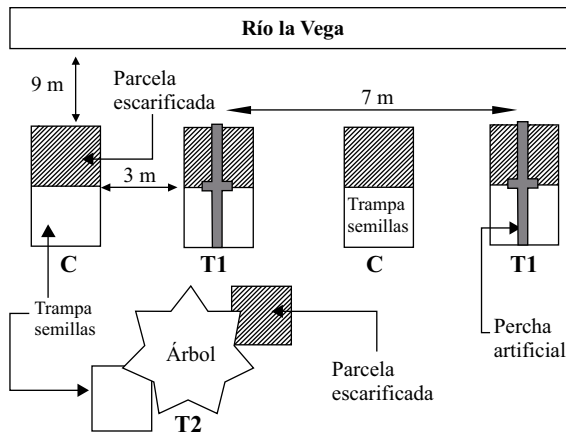 Río la Vega
9 m
Parcela
escarificada
7 m
3 m
Trampa
semillas
C
T1
C
T1
Trampa
semillas
Árbol
T2
Parcela
escarificada
Percha
artificial